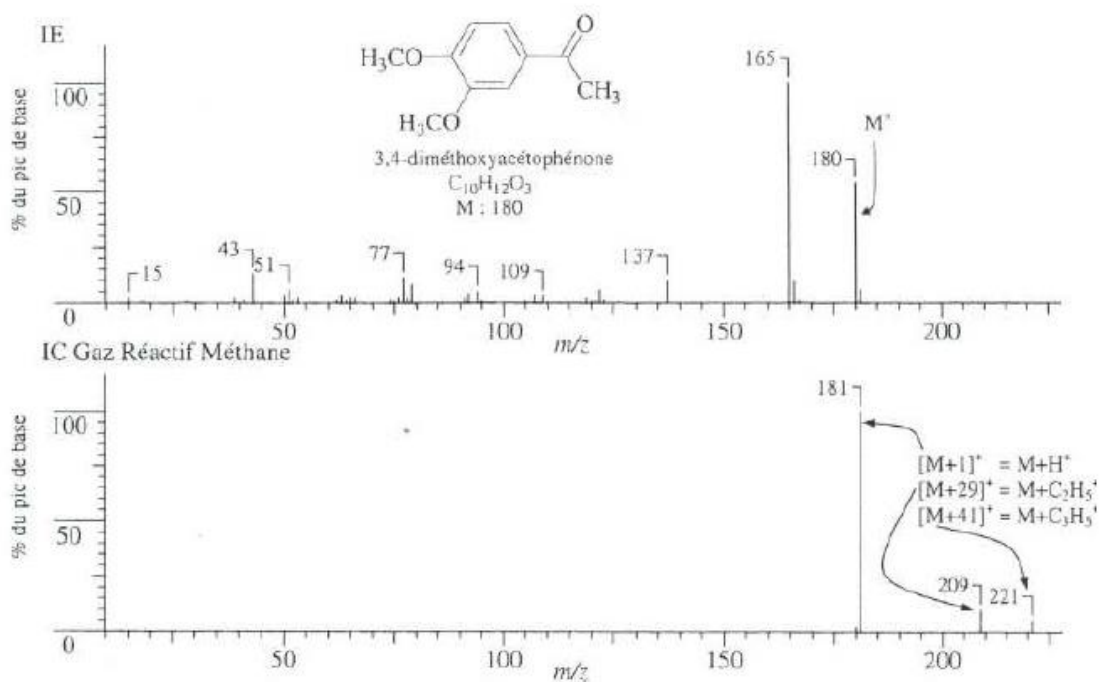 IE
H₃CO
O
165
100
CH₃
H₃CO
M⁺
3,4-diméthoxyacétophénone
180
C₁₀H₁₂O₃
M : 180
% du pic de base
50
43
77
137
15
51
94
109
0
50
100
150
200
m/z
IC Gaz Réactif Méthane
181
100
% du pic de base
[M+1]⁺ = M+H⁺
[M+29]⁺ = M+C₂H₅⁺
[M+41]⁺ = M+C₃H₅⁺
50
209
221
0
50
100
150
200
m/z